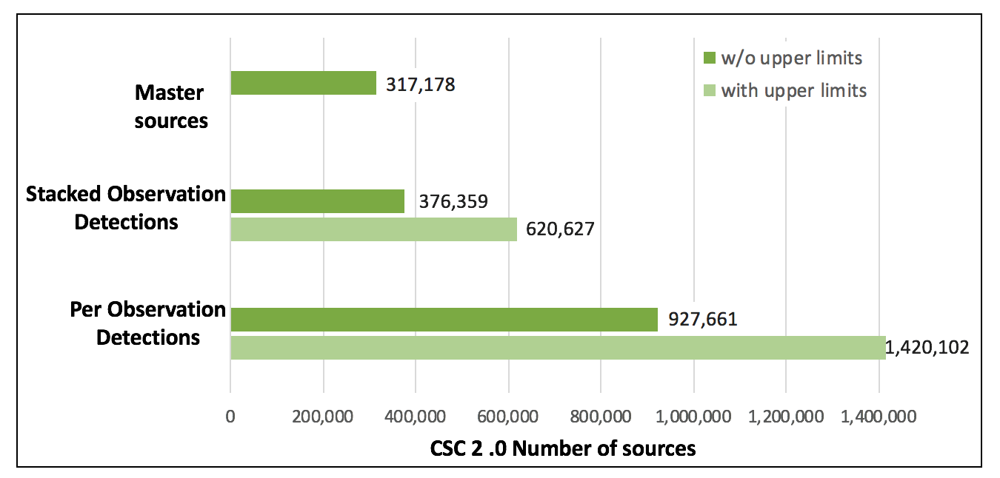 w/o upper limits
with upper limits
Master
sources
317,178
Stacked Observation
Detections
376,359
620,627
Per Observation
Detections
927,661
1,420,102
0 200,000 400,000 600,000 800,000 1,000,000 1,200,000 1,400,000
CSC 2 .0 Number of sources